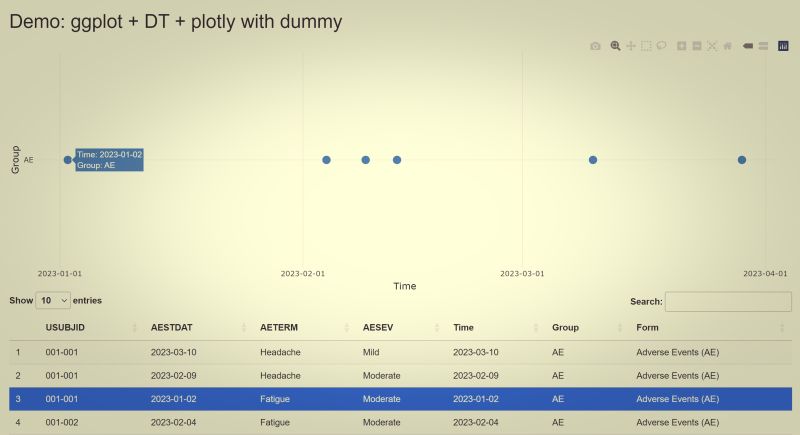 Demo: ggplot + DT + plotly with dummy
Time: 2023-01-02
Group: AE
Group
AE
2023-01-01 2023-02-01 2023-03-01 2023-04-01
Time
Show 10 entries Search:
USUBJID AESTDAT AETERM AESEV Time Group Form
1 001-001 2023-03-10 Headache Mild 2023-03-10 AE Adverse Events (AE)
2 001-001 2023-02-09 Headache Moderate 2023-02-09 AE Adverse Events (AE)
3 001-001 2023-01-02 Fatigue Moderate 2023-01-02 AE Adverse Events (AE)
4 001-002 2023-02-04 Fatigue Moderate 2023-02-04 AE Adverse Events (AE)